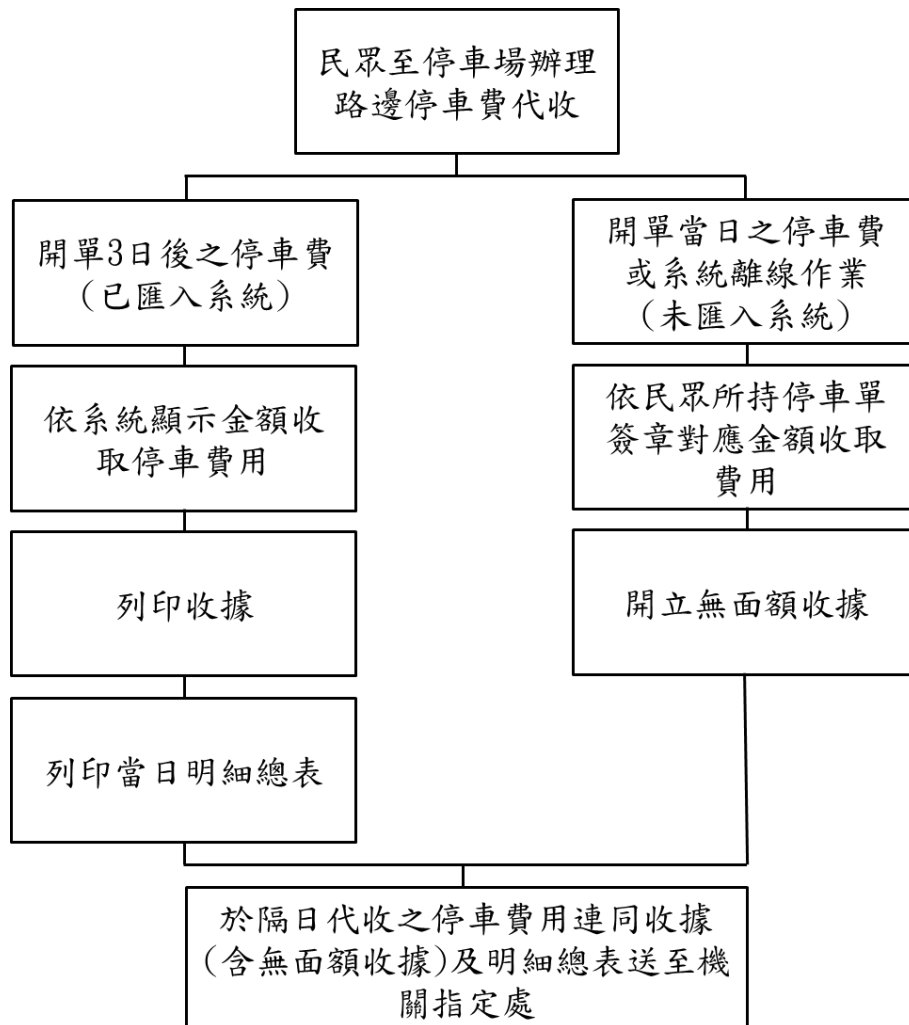 民眾至停車場辦理
路邊停車費代收
開單3日後之停車費
(已匯入系統)
依系統顯示金額收
取停車費用
列印收據
列印當日明細總表
開單當日之停車費
或系統離線作業
(未匯入系統)
依民眾所持停車單
簽章對應金額收取
費用
開立無面額收據
於隔日代收之停車費用連同收據
(含無面額收據)及明細總表送至機
關指定處